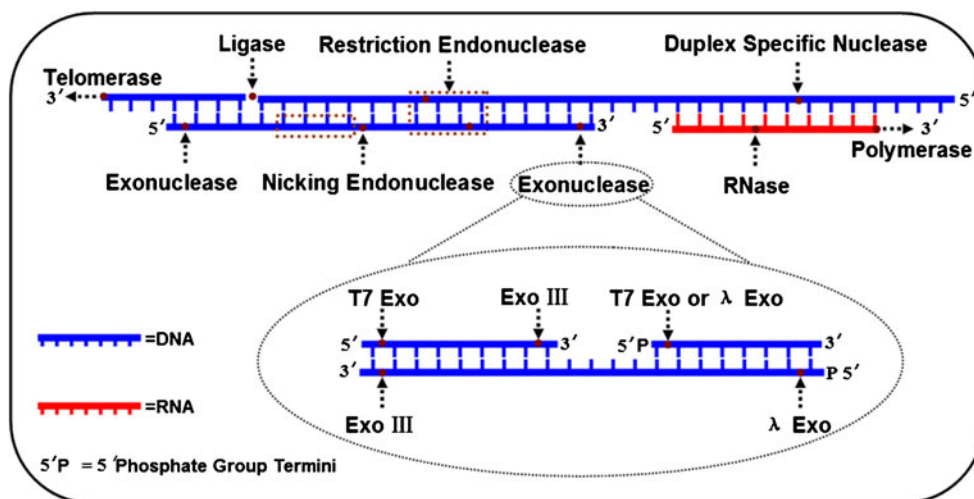 Ligase Restriction Endonuclease Duplex Specific Nuclease
Telomerase
3′ 5′
5′ 3′ 5′ 3′
Polymerase
Exonuclease Nicking Endonuclease Exonuclease RNase
T7 Exo Exo III T7 Exo or λ Exo
5′ 3′ 5′P 3′
=DNA
3′ P 5′
=RNA
Exo III λ Exo
5′P = 5′Phosphate Group Termini